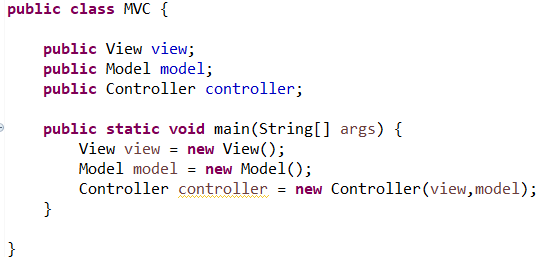 public class MVC {
public View view;
public Model model;
public Controller controller;
public static void main(String[] args) {
View view = new View();
Model model = new Model();
Controller controller = new Controller(view,model);
}
}